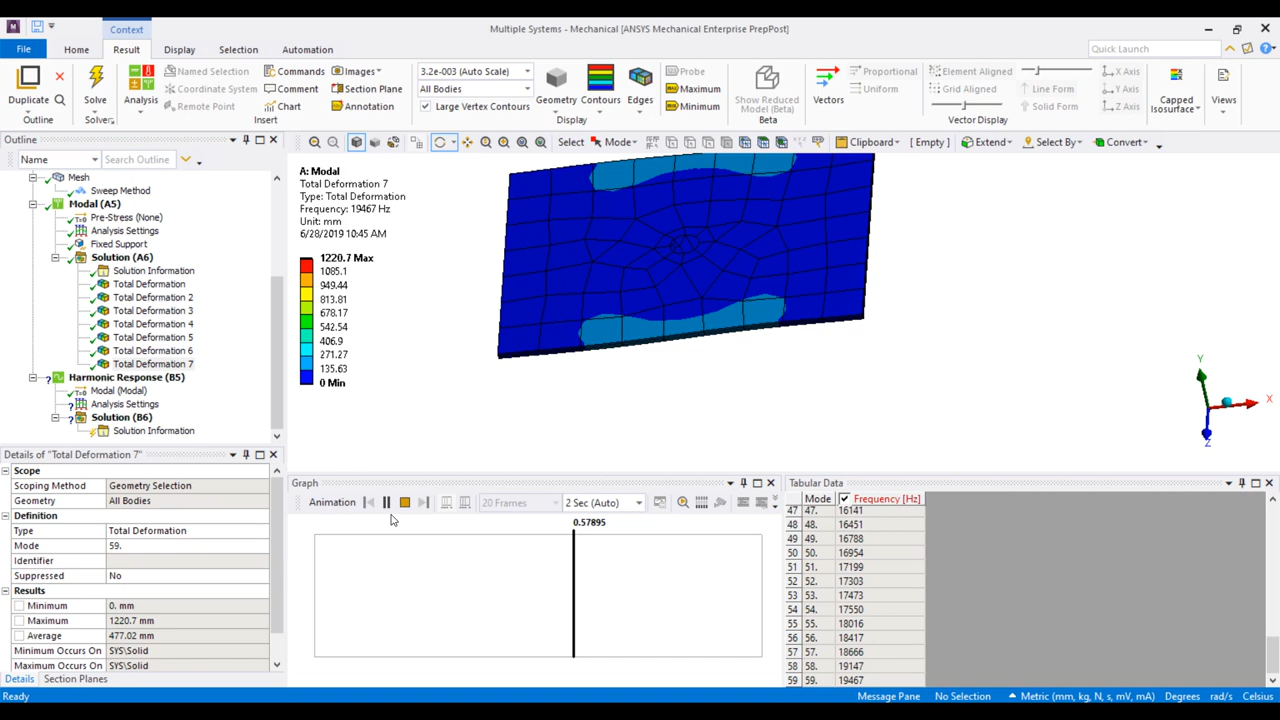 Context
Multiple Systems - Mechanical [ANSYS Mechanical Enterprise PrepPost]
File Home Result Display Selection Automation
Quick Launch
Duplicate
Outline
Solve
Solver
Analysis
Named Selection
Coordinate System
Remote Point
Commands
Comment
Chart
Insert
Images
Section Plane
Annotation
3.2e-003 (Auto Scale)
All Bodies
Large Vertex Contours
Geometry
Contours
Edges
Display
Probe
Maximum
Minimum
Show Reduced
Model (Beta)
Beta
Vectors
Proportional
Uniform
Element Aligned
Grid Aligned
Line Form
Solid Form
X Axis
Y Axis
Z Axis
Vector Display
Capped
Isosurface
Views
Outline
Name
Search Outline
Select
Mode
Clipboard
[ Empty ]
Extend
Select By
Convert
Mesh
Sweep Method
Modal (A5)
Pre-Stress (None)
Analysis Settings
Fixed Support
Solution (A6)
Solution Information
Total Deformation
Total Deformation 2
Total Deformation 3
Total Deformation 4
Total Deformation 5
Total Deformation 6
Total Deformation 7
Harmonic Response (B5)
Modal (Modal)
Analysis Settings
Solution (B6)
Solution Information
A: Modal
Total Deformation 7
Type: Total Deformation
Frequency: 19467 Hz
Unit: mm
6/28/2019 10:45 AM
1220.7 Max
1085.1
949.44
813.81
678.17
542.54
406.9
271.27
135.63
0 Min
Y
X
Z
Details of "Total Deformation 7"
Scope
Scoping Method Geometry Selection
Geometry All Bodies
Definition
Type Total Deformation
Mode 59.
Identifier
Suppressed No
Results
Minimum 0. mm
Maximum 1220.7 mm
Average 477.02 mm
Minimum Occurs On SYS\Solid
Maximum Occurs On SYS\Solid
Details Section Planes
Graph
Animation
20 Frames
2 Sec (Auto)
0.57895
Tabular Data
Mode Frequency [Hz]
47 47. 16141
48 48. 16451
49 49. 16788
50 50. 16954
51 51. 17199
52 52. 17303
53 53. 17473
54 54. 17550
55 55. 18016
56 56. 18417
57 57. 18666
58 58. 19147
59 59. 19467
Ready
Message Pane
No Selection
Metric (mm, kg, N, s, mV, mA)
Degrees
rad/s
Celsius